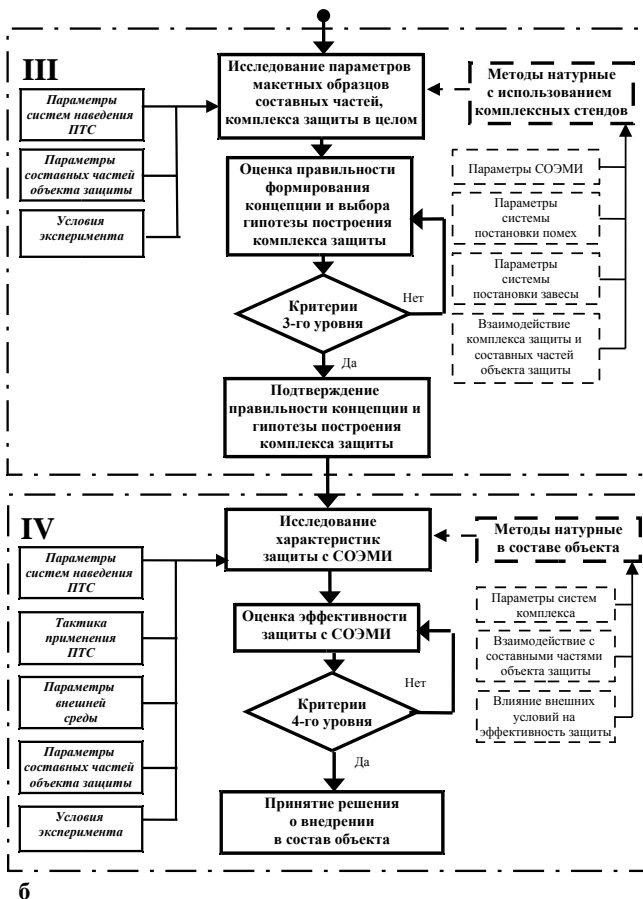 III
Исследование параметров
макетных образцов
составных частей,
комплекса защиты в целом
Методы натурные
с использованием
комплексных стендов
Параметры
систем наведения
ПТС
Параметры
составных частей
объекта защиты
Условия
эксперимента
Оценка правильности
формирования
концепции и выбора
гипотезы построения
комплекса защиты
Параметры СОЭМИ
Параметры
системы
постановки помех
Параметры
системы
постановки завесы
Взаимодействие
комплекса защиты и
составных частей
объекта защиты
Критерии
3-го уровня
Нет
Да
Подтверждение
правильности концепции и
гипотезы построения
комплекса защиты
IV
Исследование
характеристик
защиты с СОЭМИ
Методы натурные
в составе объекта
Параметры
систем наведения
ПТС
Тактика
применения
ПТС
Параметры
внешней
среды
Параметры
составных частей
объекта защиты
Условия
эксперимента
Оценка эффективности
защиты с СОЭМИ
Параметры систем
комплекса
Взаимодействие с
составными частями
объекта защиты
Влияние внешних
условий на
эффективность защиты
Критерии
4-го уровня
Нет
Да
Принятие решения
о внедрении
в состав объекта
б